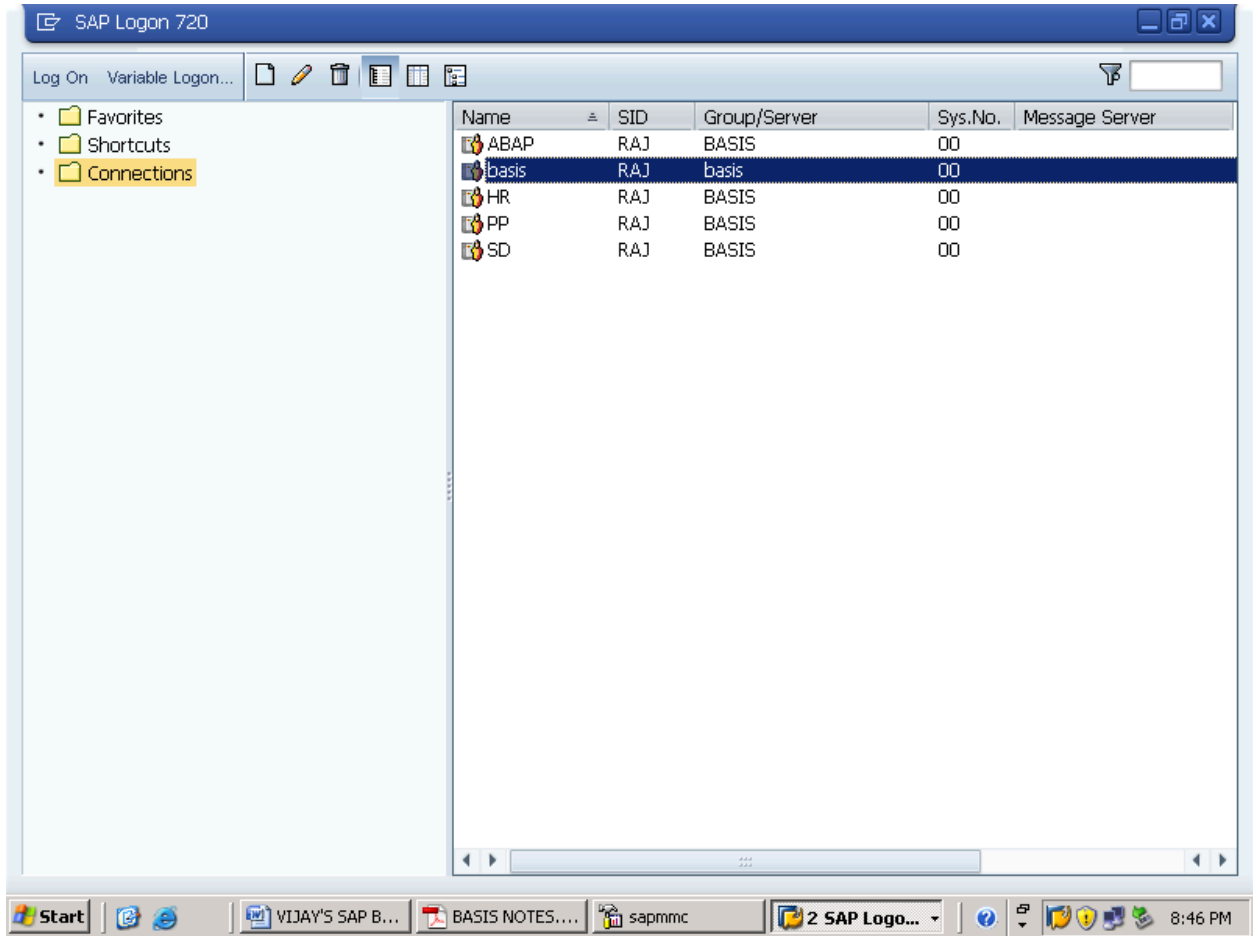 SAP Logon 720
Log On Variable Logon...
Favorites
Shortcuts
Connections
Name SID Group/Server Sys.No. Message Server
ABAP RAJ BASIS 00
basis RAJ basis 00
HR RAJ BASIS 00
PP RAJ BASIS 00
SD RAJ BASIS 00
Start VIJAY'S SAP B... BASIS NOTES.... sapmmc 2 SAP Logo... 8:46 PM